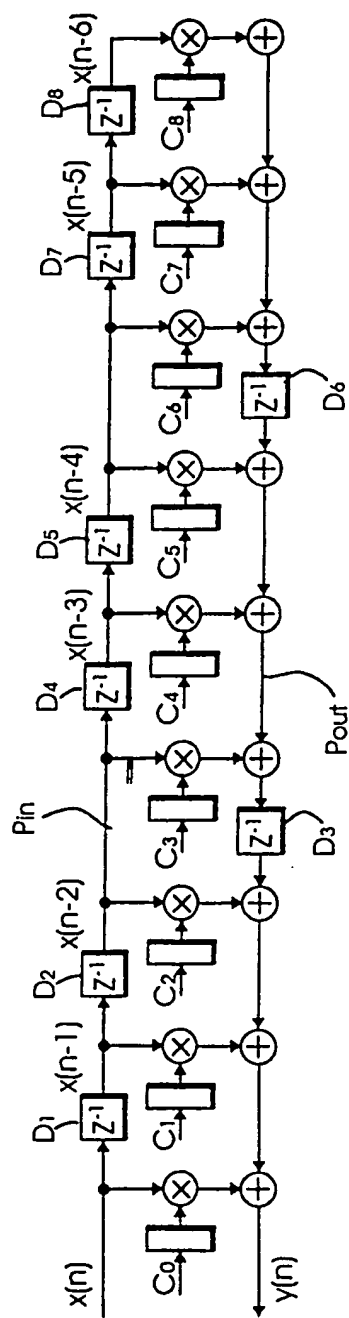 x(n) x(n-1) x(n-2) x(n-3) x(n-4) x(n-5) x(n-6)
D1 D2 Pin D4 D5 D7 D8
Z-1 Z-1 Z-1 Z-1 Z-1 Z-1
C0 C1 C2 C3 C4 C5 C6 C7 C8
Z-1 Z-1
y(n) D3 Pout D6